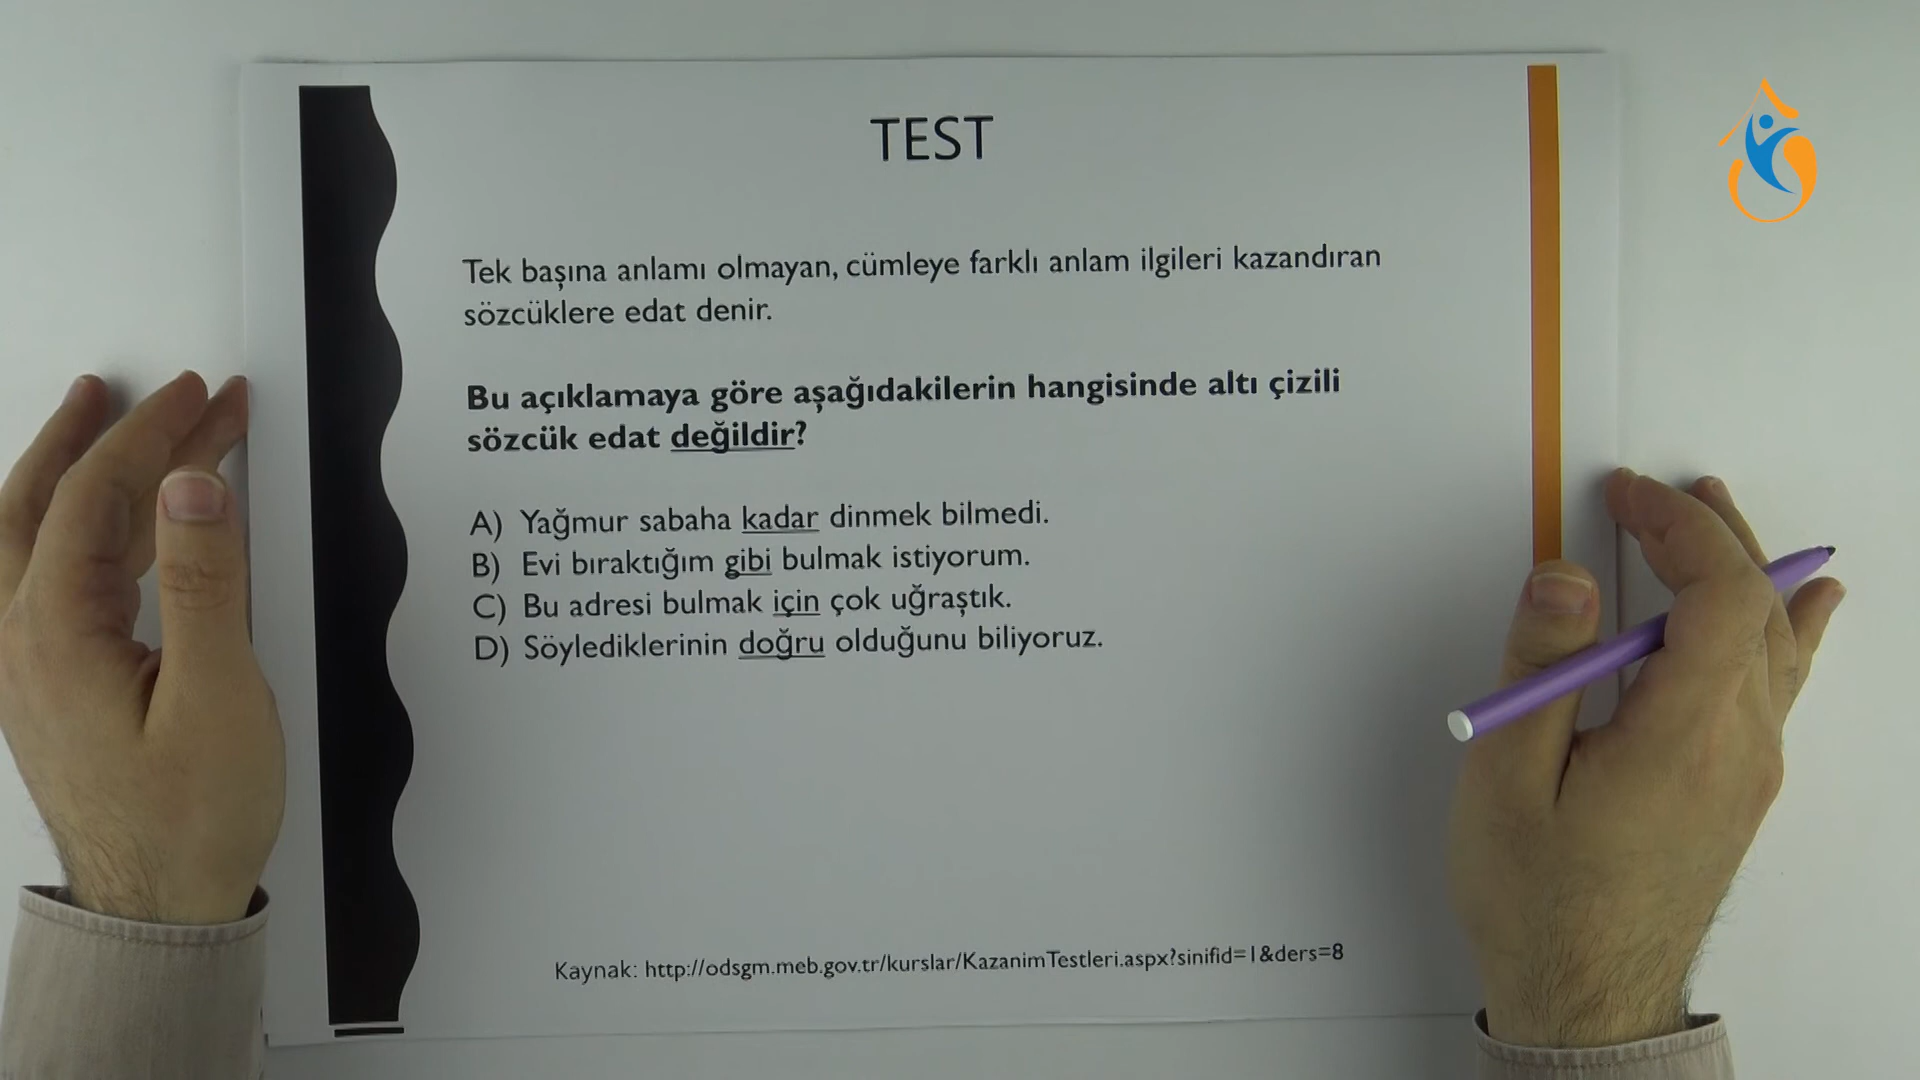 TEST
Tek başına anlamı olmayan, cümleye farklı anlam ilgileri kazandıran
sözcüklere edat denir.
Bu açıklamaya göre aşağıdakilerin hangisinde altı çizili
sözcük edat değildir?
A) Yağmur sabaha kadar dinmek bilmedi.
B) Evi bıraktığım gibi bulmak istiyorum.
C) Bu adresi bulmak için çok uğraştık.
D) Söylediklerinin doğru olduğunu biliyoruz.
Kaynak: http://odsgm.meb.gov.tr/kurslar/KazanimTestleri.aspx?sinifid=1&ders=8